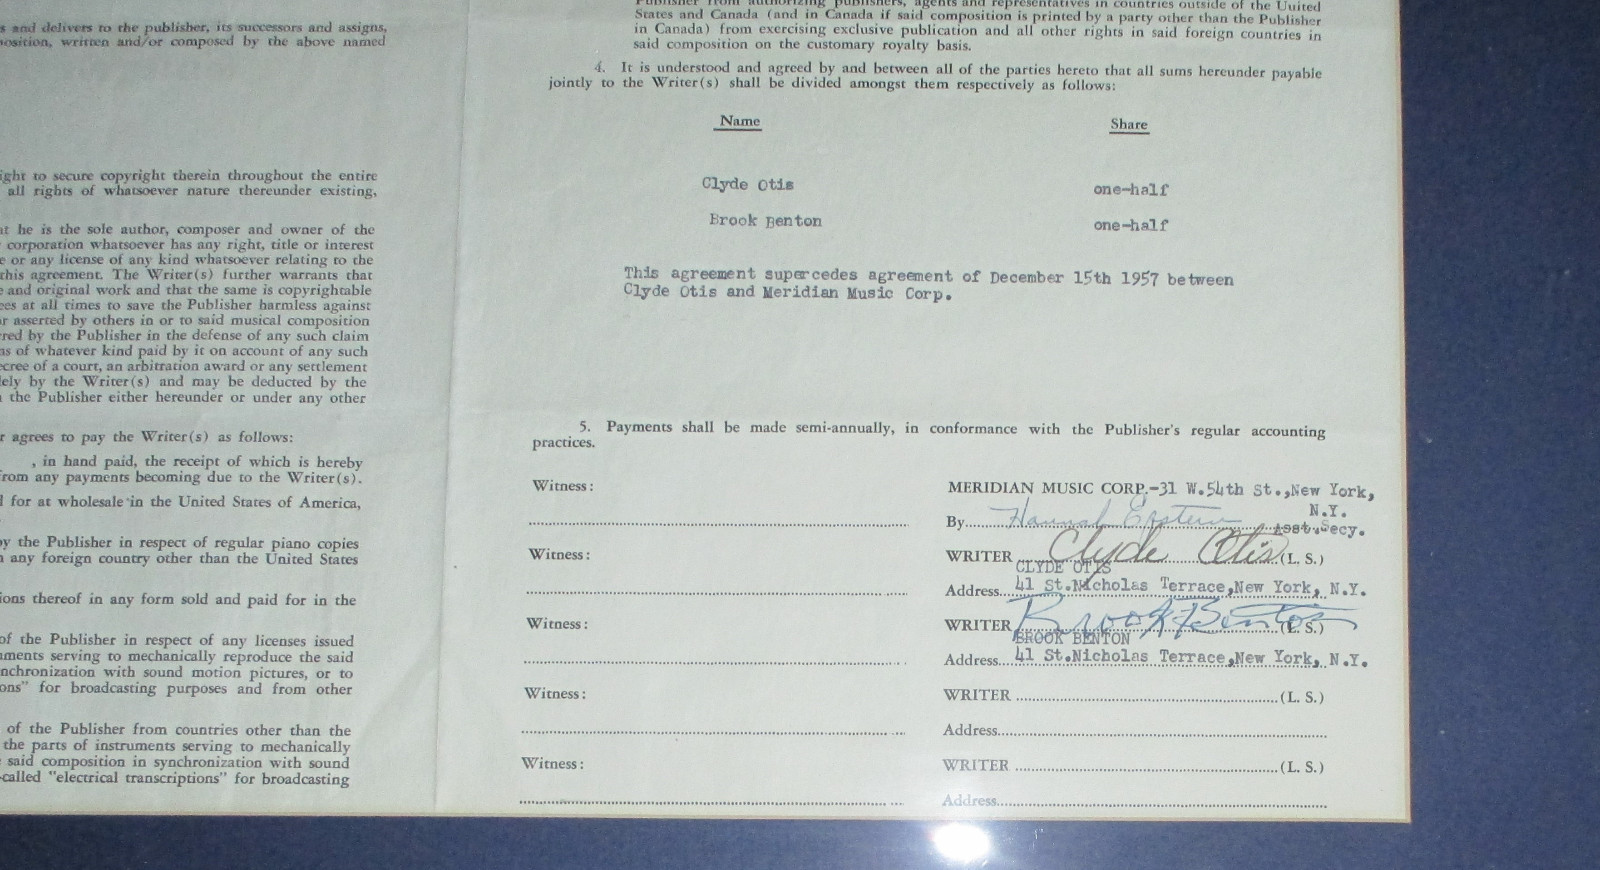 s and delivers to the publisher, its successors and assigns,
position, written and/or composed by the above named
ight to secure copyright therein throughout the entire
all rights of whatsoever nature thereunder existing,
at he is the sole author, composer and owner of the
corporation whatsoever has any right, title or interest
e or any license of any kind whatsoever relating to the
this agreement. The Writer(s) further warrants that
e and original work and that the same is copyrightable
ees at all times to save the Publisher harmless against
r asserted by others in or to said musical composition
red by the Publisher in the defense of any such claim
ns of whatever kind paid by it on account of any such
ecree of a court, an arbitration award or any settlement
lely by the Writer(s) and may be deducted by the
the Publisher either hereunder or under any other
r agrees to pay the Writer(s) as follows:
, in hand paid, the receipt of which is hereby
from any payments becoming due to the Writer(s).
d for at wholesale in the United States of America,
by the Publisher in respect of regular piano copies
n any foreign country other than the United States
ions thereof in any form sold and paid for in the
of the Publisher in respect of any licenses issued
uments serving to mechanically reproduce the said
nchronization with sound motion pictures, or to
ons" for broadcasting purposes and from other
of the Publisher from countries other than the
the parts of instruments serving to mechanically
said composition in synchronization with sound
-called "electrical transcriptions" for broadcasting
Publisher from authorizing publishers, agents and representatives in countries outside of the United
States and Canada (and in Canada if said composition is printed by a party other than the Publisher
in Canada) from exercising exclusive publication and all other rights in said foreign countries in
said composition on the customary royalty basis.
4. It is understood and agreed by and between all of the parties hereto that all sums hereunder payable
jointly to the Writer(s) shall be divided amongst them respectively as follows:
Name Share
Clyde Otis one-half
Brook Benton one-half
This agreement supercedes agreement of December 15th 1957 between
Clyde Otis and Meridian Music Corp.
5. Payments shall be made semi-annually, in conformance with the Publisher's regular accounting
practices.
Witness: MERIDIAN MUSIC CORP.-31 W.54th St.,New York,
N.Y.
By Hannah Epstein Asst.Secy.
Witness: WRITER Clyde Otis (L. S.)
CLYDE OTIS
Address 41 St.Nicholas Terrace,New York, N.Y.
Witness: WRITER Brook Benton (L. S.)
BROOK BENTON
Address 41 St.Nicholas Terrace,New York, N.Y.
Witness: WRITER (L. S.)
Address
Witness: WRITER (L. S.)
Address